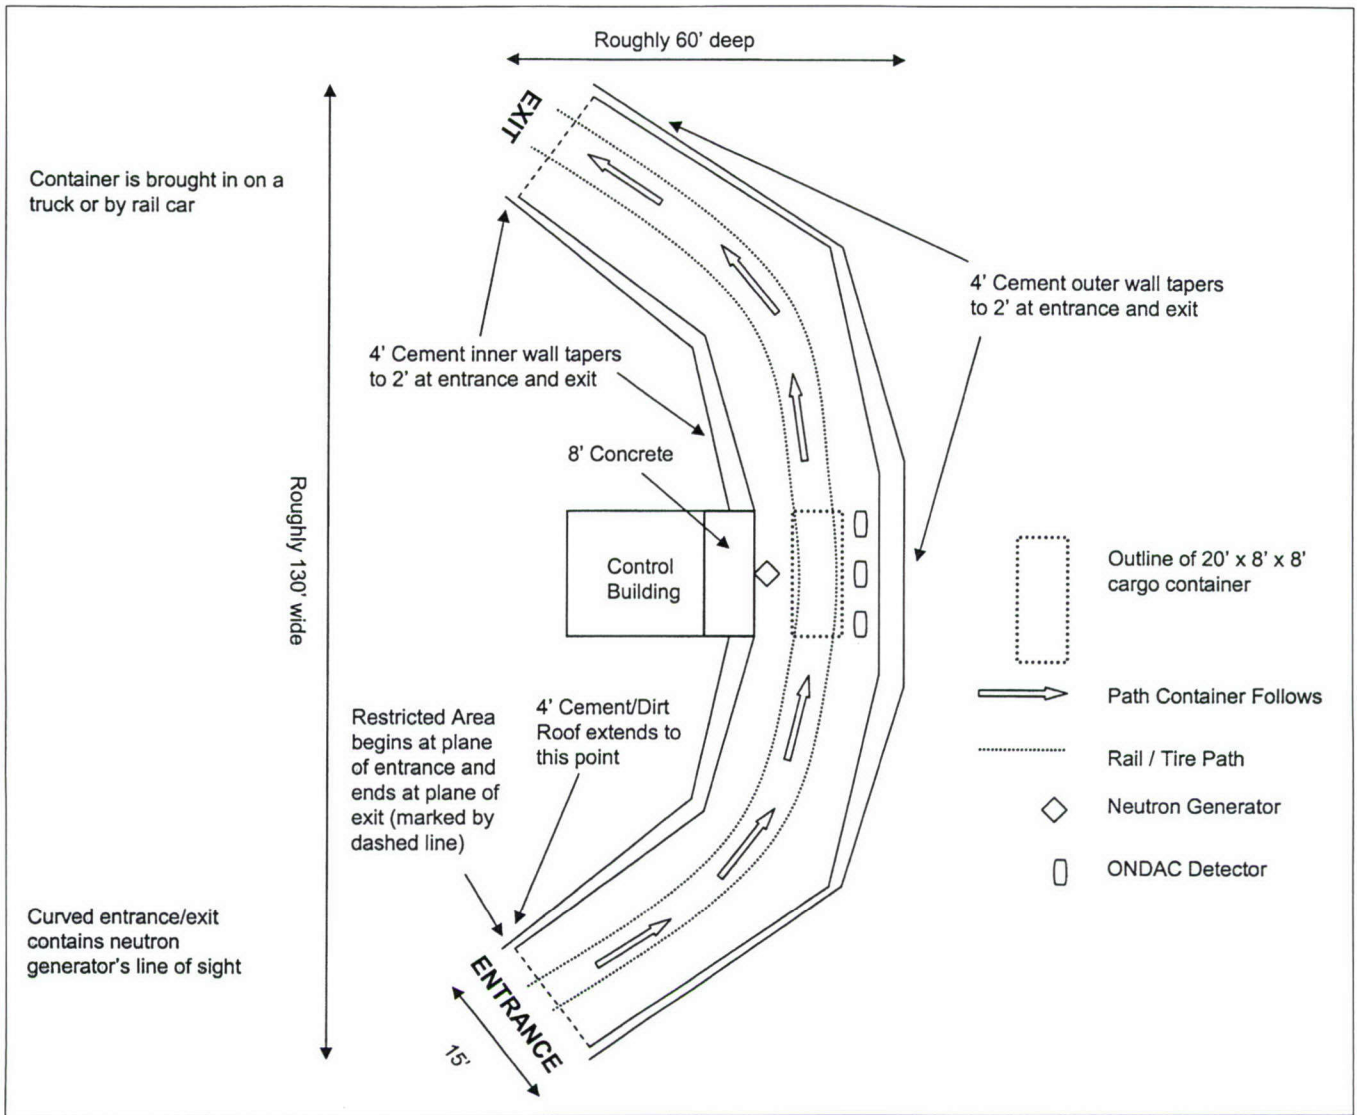 Roughly 60' deep
EXIT
Container is brought in on a
truck or by rail car
4' Cement outer wall tapers
to 2' at entrance and exit
4' Cement inner wall tapers
to 2' at entrance and exit
8' Concrete
Roughly 130' wide
Control
Building
Outline of 20' x 8' x 8'
cargo container
Path Container Follows
Rail / Tire Path
Neutron Generator
ONDAC Detector
4' Cement/Dirt
Roof extends to
this point
Restricted Area
begins at plane
of entrance and
ends at plane of
exit (marked by
dashed line)
Curved entrance/exit
contains neutron
generator's line of sight
ENTRANCE
15'